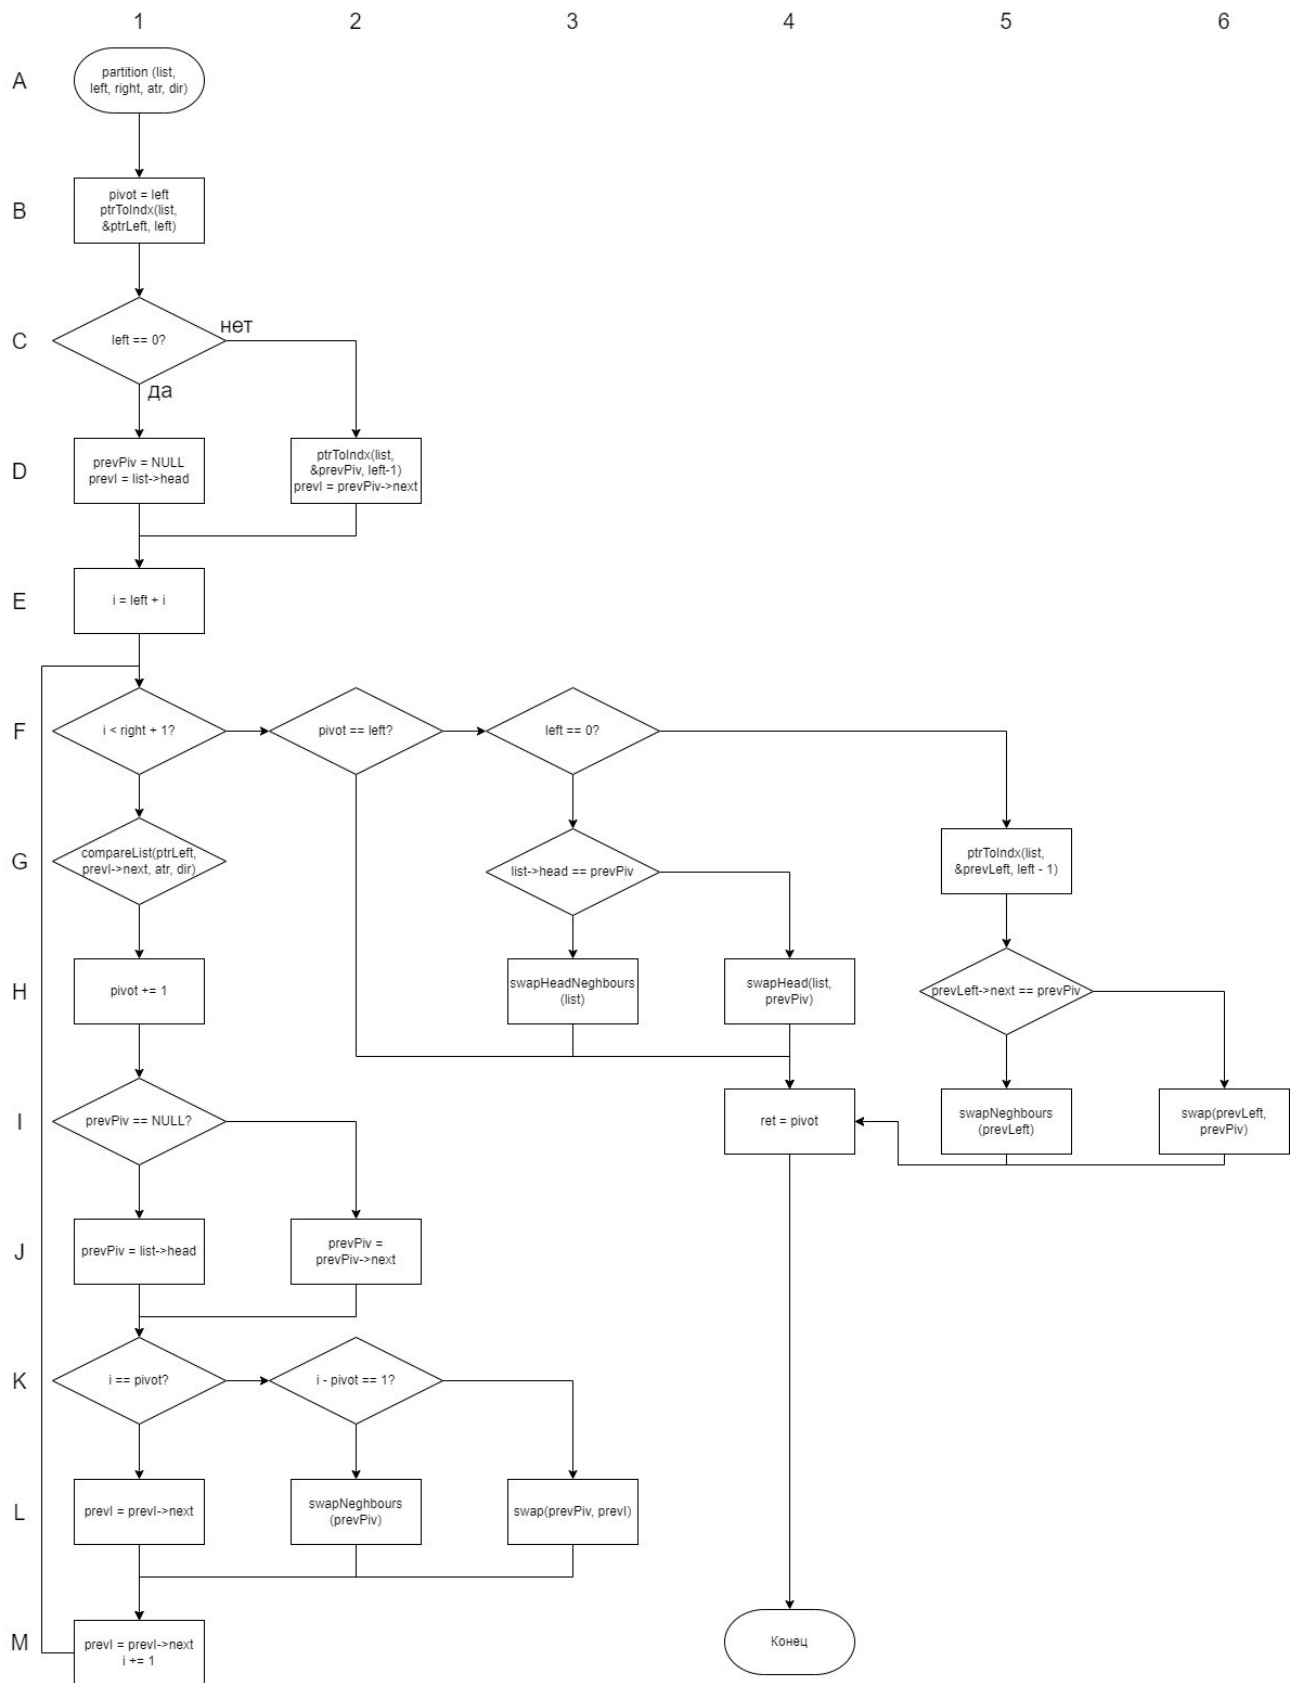 1 2 3 4 5 6
A
partition (list,
left, right, atr, dir)
B
pivot = left
ptrToIndx(list,
&ptrLeft, left)
C
left == 0?
нет
да
D
prevPiv = NULL
prevI = list->head
ptrToIndx(list,
&prevPiv, left-1)
prevI = prevPiv->next
E
i = left + i
F
i < right + 1?
pivot == left?
left == 0?
G
compareList(ptrLeft,
prevI->next, atr, dir)
list->head == prevPiv
ptrToIndx(list,
&prevLeft, left - 1)
H
pivot += 1
swapHeadNeghbours
(list)
swapHead(list,
prevPiv)
prevLeft->next == prevPiv
I
prevPiv == NULL?
ret = pivot
swapNeghbours
(prevLeft)
swap(prevLeft,
prevPiv)
J
prevPiv = list->head
prevPiv =
prevPiv->next
K
i == pivot?
i - pivot == 1?
L
prevI = prevI->next
swapNeghbours
(prevPiv)
swap(prevPiv, prevI)
M
prevI = prevI->next
i += 1
Конец